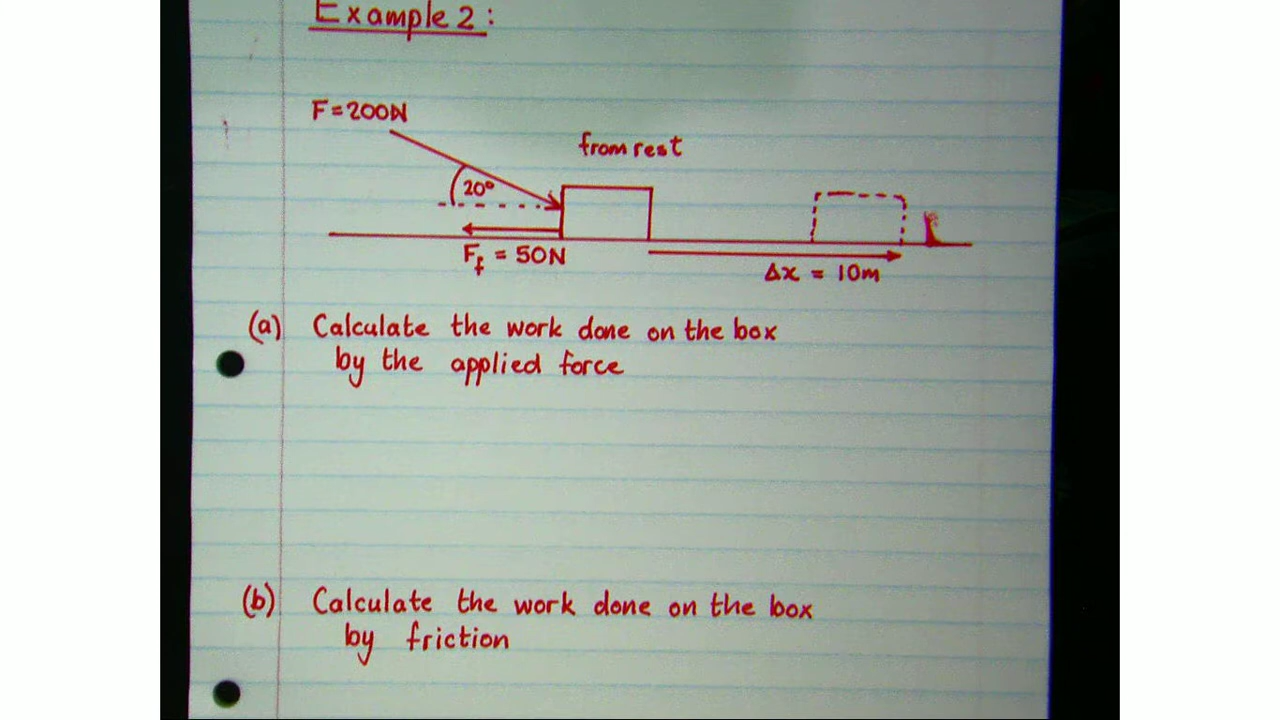 Example 2:
F = 200N
from rest
20°
Ff = 50N
Δx = 10m
(a) Calculate the work done on the box
by the applied force
(b) Calculate the work done on the box
by friction